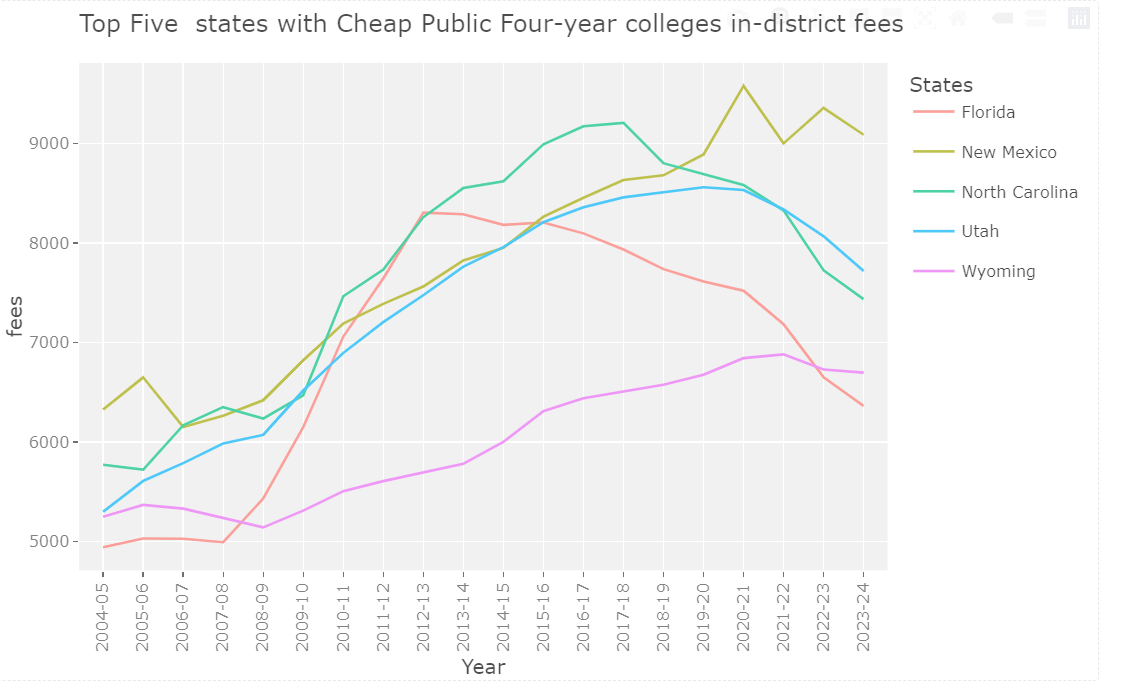 Top Five  states with Cheap Public Four-year colleges in-district fees
States
Florida
New Mexico
North Carolina
Utah
Wyoming
fees
9000
8000
7000
6000
5000
2004-05
2005-06
2006-07
2007-08
2008-09
2009-10
2010-11
2011-12
2012-13
2013-14
2014-15
2015-16
2016-17
2017-18
2018-19
2019-20
2020-21
2021-22
2022-23
2023-24
Year